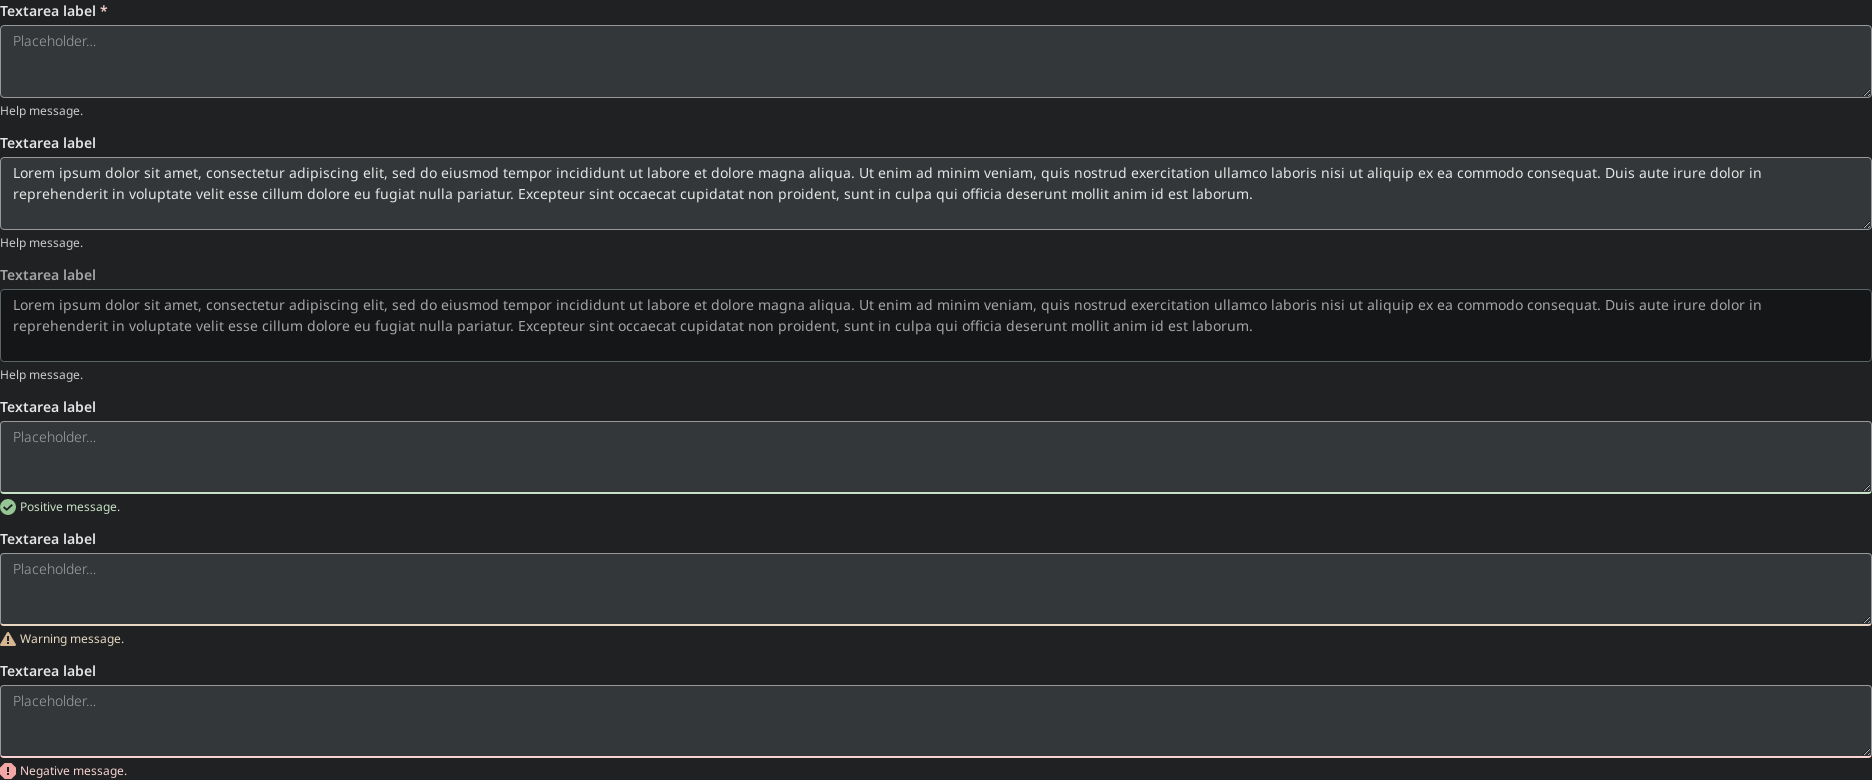 Textarea label *
Placeholder...
Help message.
Textarea label
Lorem ipsum dolor sit amet, consectetur adipiscing elit, sed do eiusmod tempor incididunt ut labore et dolore magna aliqua. Ut enim ad minim veniam, quis nostrud exercitation ullamco laboris nisi ut aliquip ex ea commodo consequat. Duis aute irure dolor in
reprehenderit in voluptate velit esse cillum dolore eu fugiat nulla pariatur. Excepteur sint occaecat cupidatat non proident, sunt in culpa qui officia deserunt mollit anim id est laborum.
Help message.
Textarea label
Lorem ipsum dolor sit amet, consectetur adipiscing elit, sed do eiusmod tempor incididunt ut labore et dolore magna aliqua. Ut enim ad minim veniam, quis nostrud exercitation ullamco laboris nisi ut aliquip ex ea commodo consequat. Duis aute irure dolor in
reprehenderit in voluptate velit esse cillum dolore eu fugiat nulla pariatur. Excepteur sint occaecat cupidatat non proident, sunt in culpa qui officia deserunt mollit anim id est laborum.
Help message.
Textarea label
Placeholder...
Positive message.
Textarea label
Placeholder...
Warning message.
Textarea label
Placeholder...
Negative message.